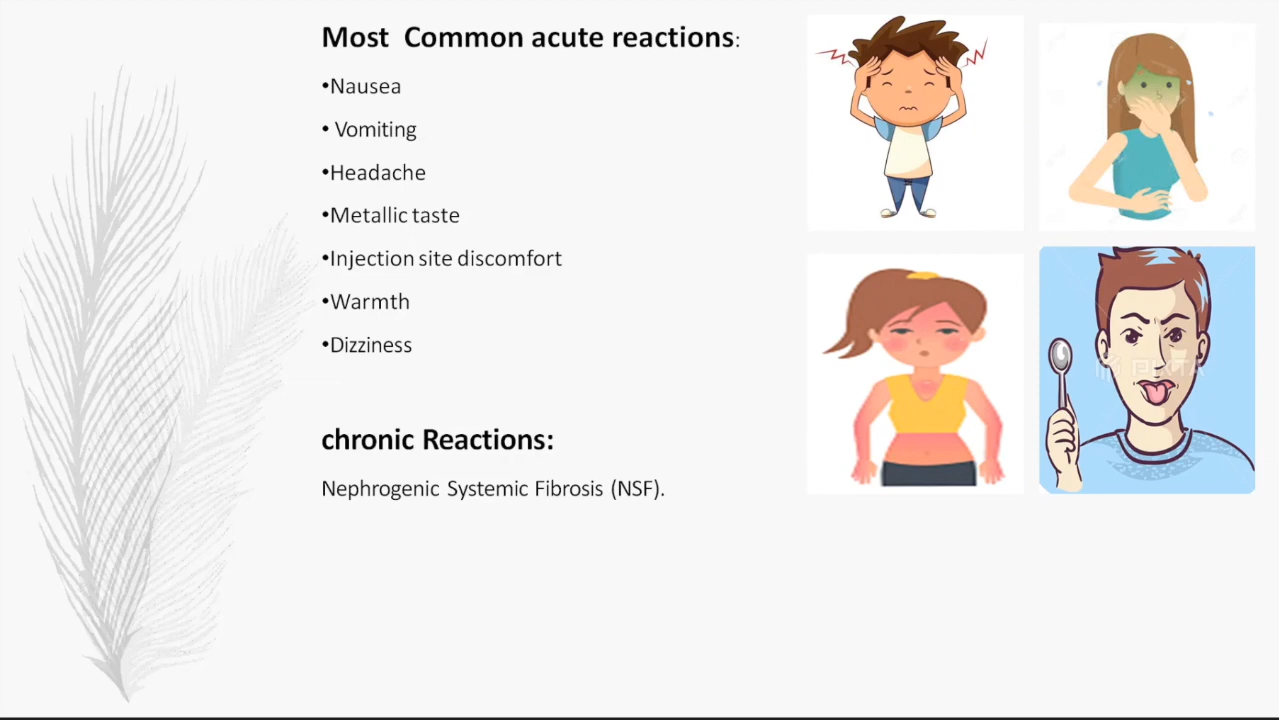 Most Common acute reactions:
•Nausea
• Vomiting
•Headache
•Metallic taste
•Injection site discomfort
•Warmth
•Dizziness
chronic Reactions:
Nephrogenic Systemic Fibrosis (NSF).